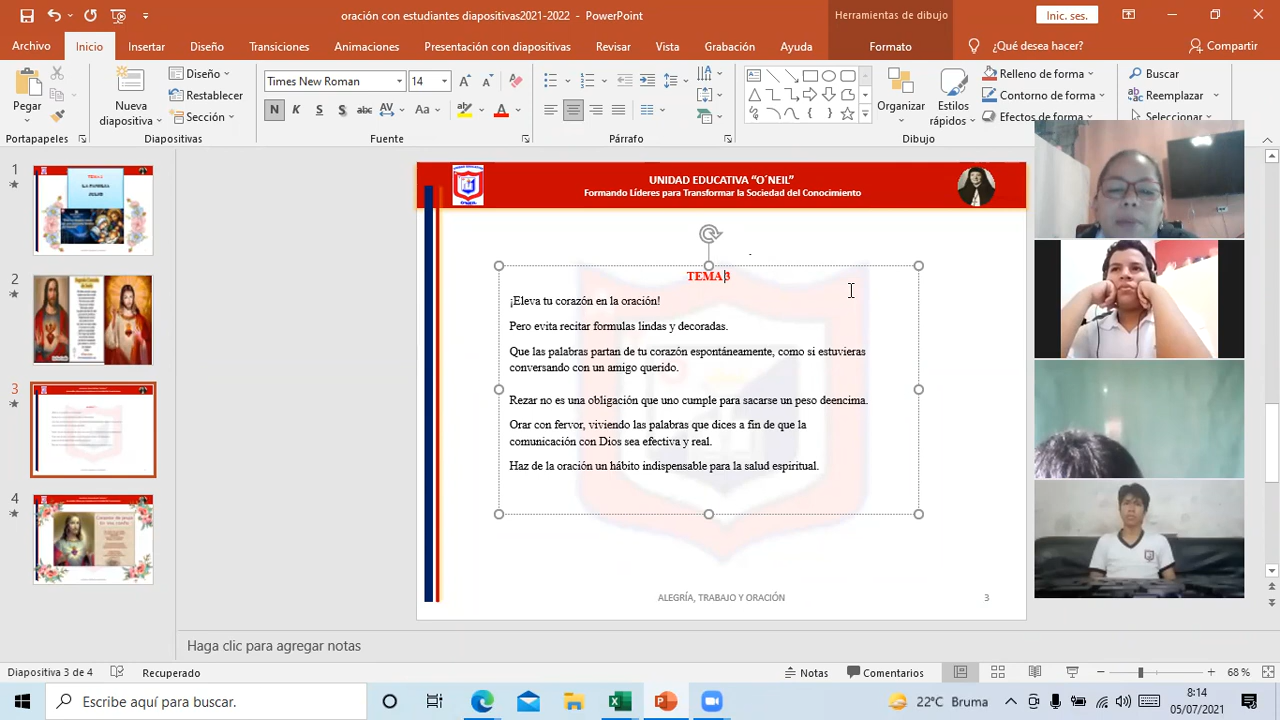 oración con estudiantes diapositivas2021-2022 - PowerPoint
Herramientas de dibujo
Inic. ses.
Archivo
Inicio
Insertar
Diseño
Transiciones
Animaciones
Presentación con diapositivas
Revisar
Vista
Grabación
Ayuda
Formato
¿Qué desea hacer?
Compartir
Pegar
Nueva
diapositiva
Diseño
Restablecer
Sección
Times New Roman
14
N
K
S
S
abc
AV
Aa
A
Organizar
Estilos
rápidos
Relleno de forma
Contorno de forma
Efectos de forma
Buscar
Reemplazar
Seleccionar
Portapapeles
Diapositivas
Fuente
Párrafo
Dibujo
1
2
3
4
UNIDAD EDUCATIVA “O´NEIL”
Formando Líderes para Transformar la Sociedad del Conocimiento
TEMA 3
¡Eleva tu corazón en la oración!
Pero evita recitar formulas lindas y decoradas.
Que las palabras partan de tu corazón espontáneamente, como si estuvieras
conversando con un amigo querido.
Rezar no es una obligación que uno cumple para sacarse un peso deencima.
Orar con fervor, viviendo las palabras que dices a fin de que la
comunicación con Dios sea efectiva y real.
Haz de la oración un hábito indispensable para la salud espiritual.
ALEGRÍA, TRABAJO Y ORACIÓN
3
Haga clic para agregar notas
Diapositiva 3 de 4
Recuperado
Notas
Comentarios
68 %
Escribe aquí para buscar.
22°C Bruma
8:14
05/07/2021